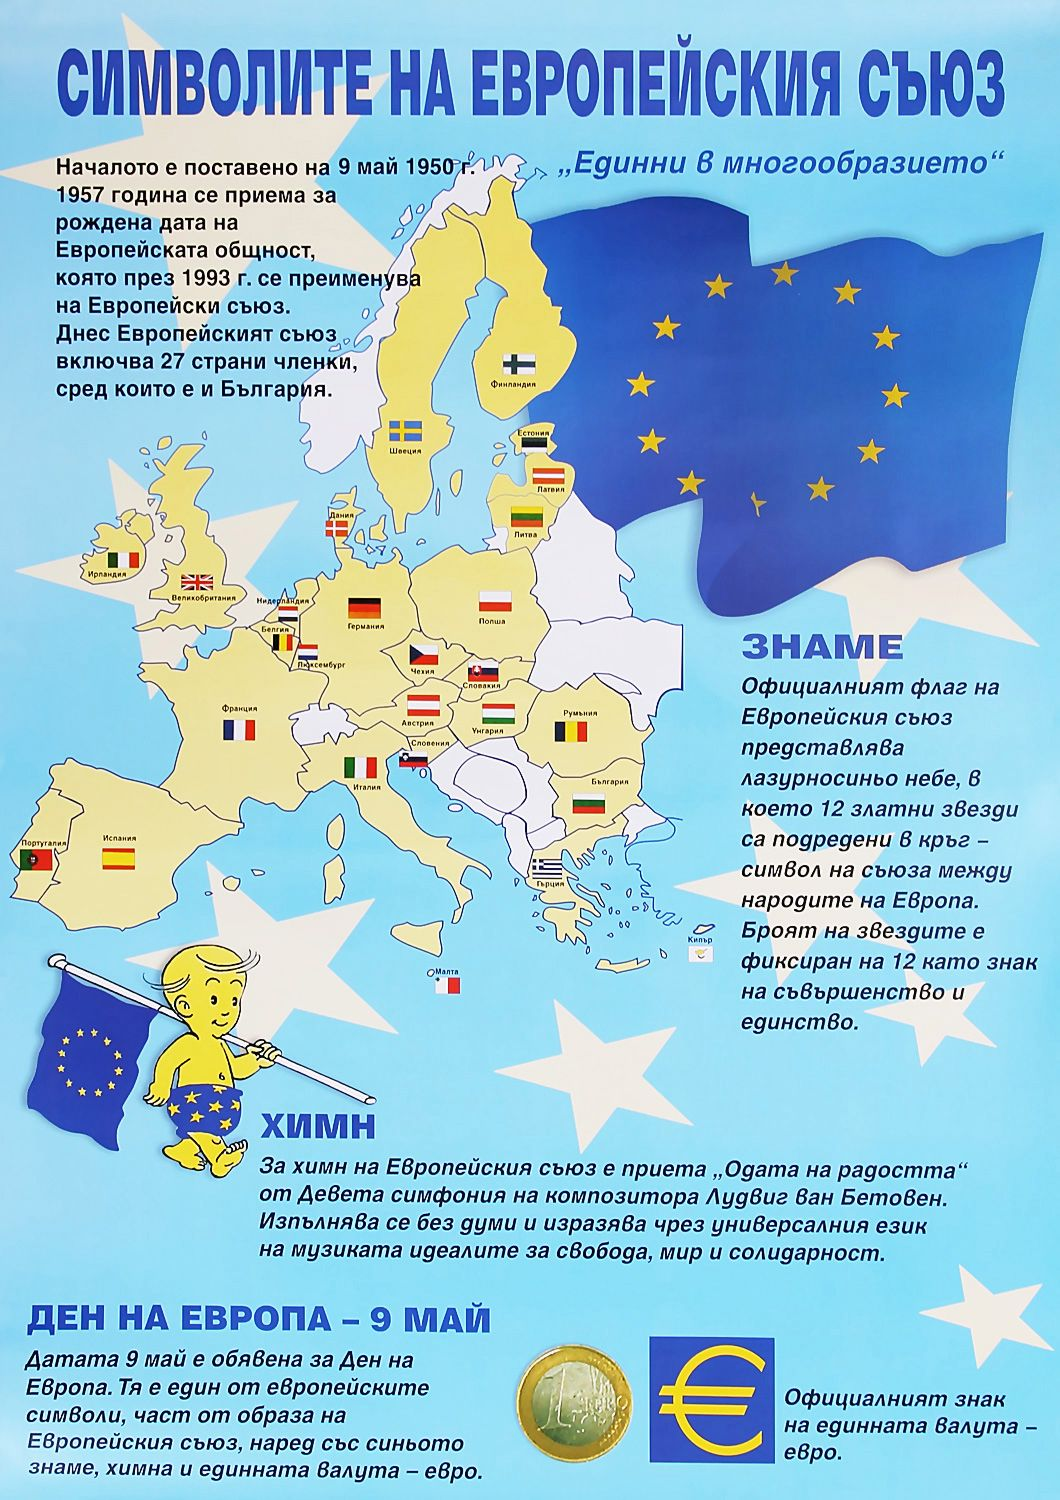 СИМВОЛИТЕ НА ЕВРОПЕЙСКИЯ СЪЮЗ
Началото е поставено на 9 май 1950 г.
1957 година се приема за
рождена дата на
Европейската общност,
която през 1993 г. се преименува
на Европейски съюз.
Днес Европейският съюз
включва 27 страни членки,
сред които е и България.
„Единни в многообразието“
Финландия
Швеция
Естония
Латвия
Литва
Дания
Ирландия
Великобритания
Нидерландия
Белгия
Люксембург
Германия
Полша
Чехия
Словакия
Франция
Австрия
Унгария
Румъния
Словения
Италия
България
Португалия
Испания
Гърция
Кипър
Малта
ЗНАМЕ
Официалният флаг на
Европейския съюз
представлява
лазурносиньо небе, в
което 12 златни звезди
са подредени в кръг –
символ на съюза между
народите на Европа.
Броят на звездите е
фиксиран на 12 като знак
на съвършенство и
единство.
ХИМН
За химн на Европейския съюз е приета „Одата на радостта“
от Девета симфония на композитора Лудвиг ван Бетовен.
Изпълнява се без думи и изразява чрез универсалния език
на музиката идеалите за свобода, мир и солидарност.
ДЕН НА ЕВРОПА – 9 МАЙ
Датата 9 май е обявена за Ден на
Европа. Тя е един от европейските
символи, част от образа на
Европейския съюз, наред със синьото
знаме, химна и единната валута – евро.
1
€
Официалният знак
на единната валута –
евро.